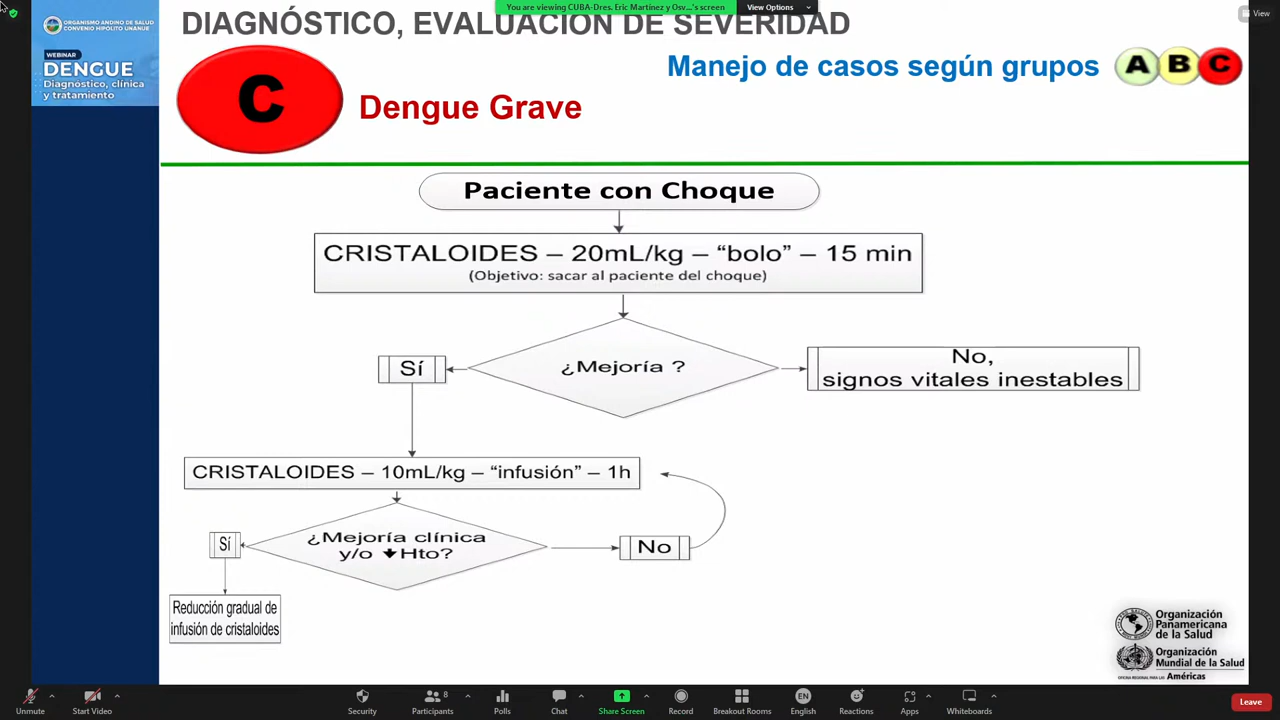 You are viewing CUBA-Dres. Eric Martinez y Osv...'s screen
View Options
View
ORGANISMO ANDINO DE SALUD
CONVENIO HIPÓLITO UNANUE
WEBINAR
DENGUE
Diagnóstico, clínica
y tratamiento
DIAGNÓSTICO, EVALUACIÓN DE SEVERIDAD
Manejo de casos según grupos
A B C
C
Dengue Grave
Paciente con Choque
CRISTALOIDES – 20mL/kg – “bolo” – 15 min
(Objetivo: sacar al paciente del choque)
¿Mejoría ?
Sí
No,
signos vitales inestables
CRISTALOIDES – 10mL/kg – “infusión” – 1h
¿Mejoría clínica
y/o 🡇Hto?
Sí
No
Reducción gradual de
infusión de cristaloides
Organización
Panamericana
de la Salud
Organización
Mundial de la Salud
OFICINA REGIONAL PARA LAS Américas
Unmute
Start Video
Security
8
Participants
Polls
Chat
Share Screen
Record
Breakout Rooms
EN
English
Reactions
Apps
Whiteboards
Leave